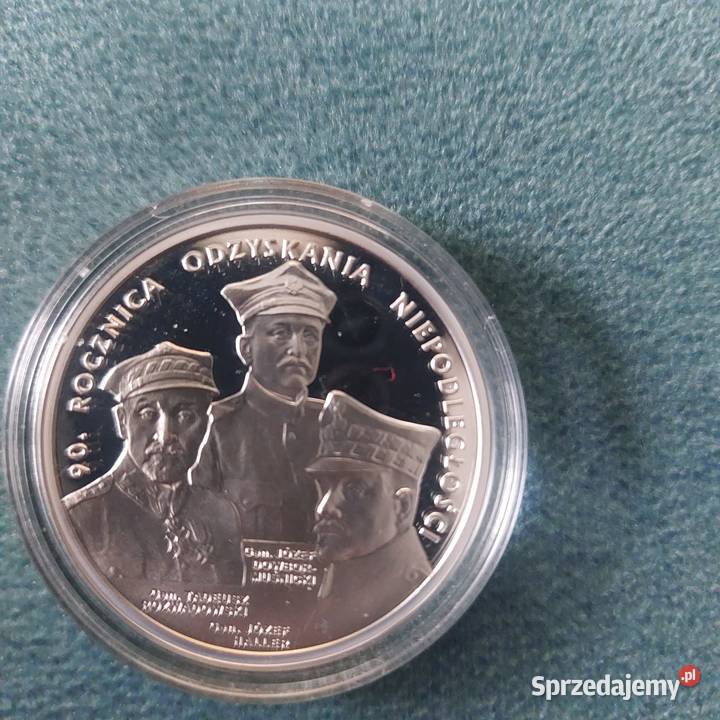 90. ROCZNICA ODZYSKANIA NIEPODLEGŁOŚCI
Gen. JÓZEF
DOWBOR-
MUŚNICKI
Gen. TADEUSZ
ROZWADOWSKI
Gen. JÓZEF
HALLER
Sprzedajemy.pl